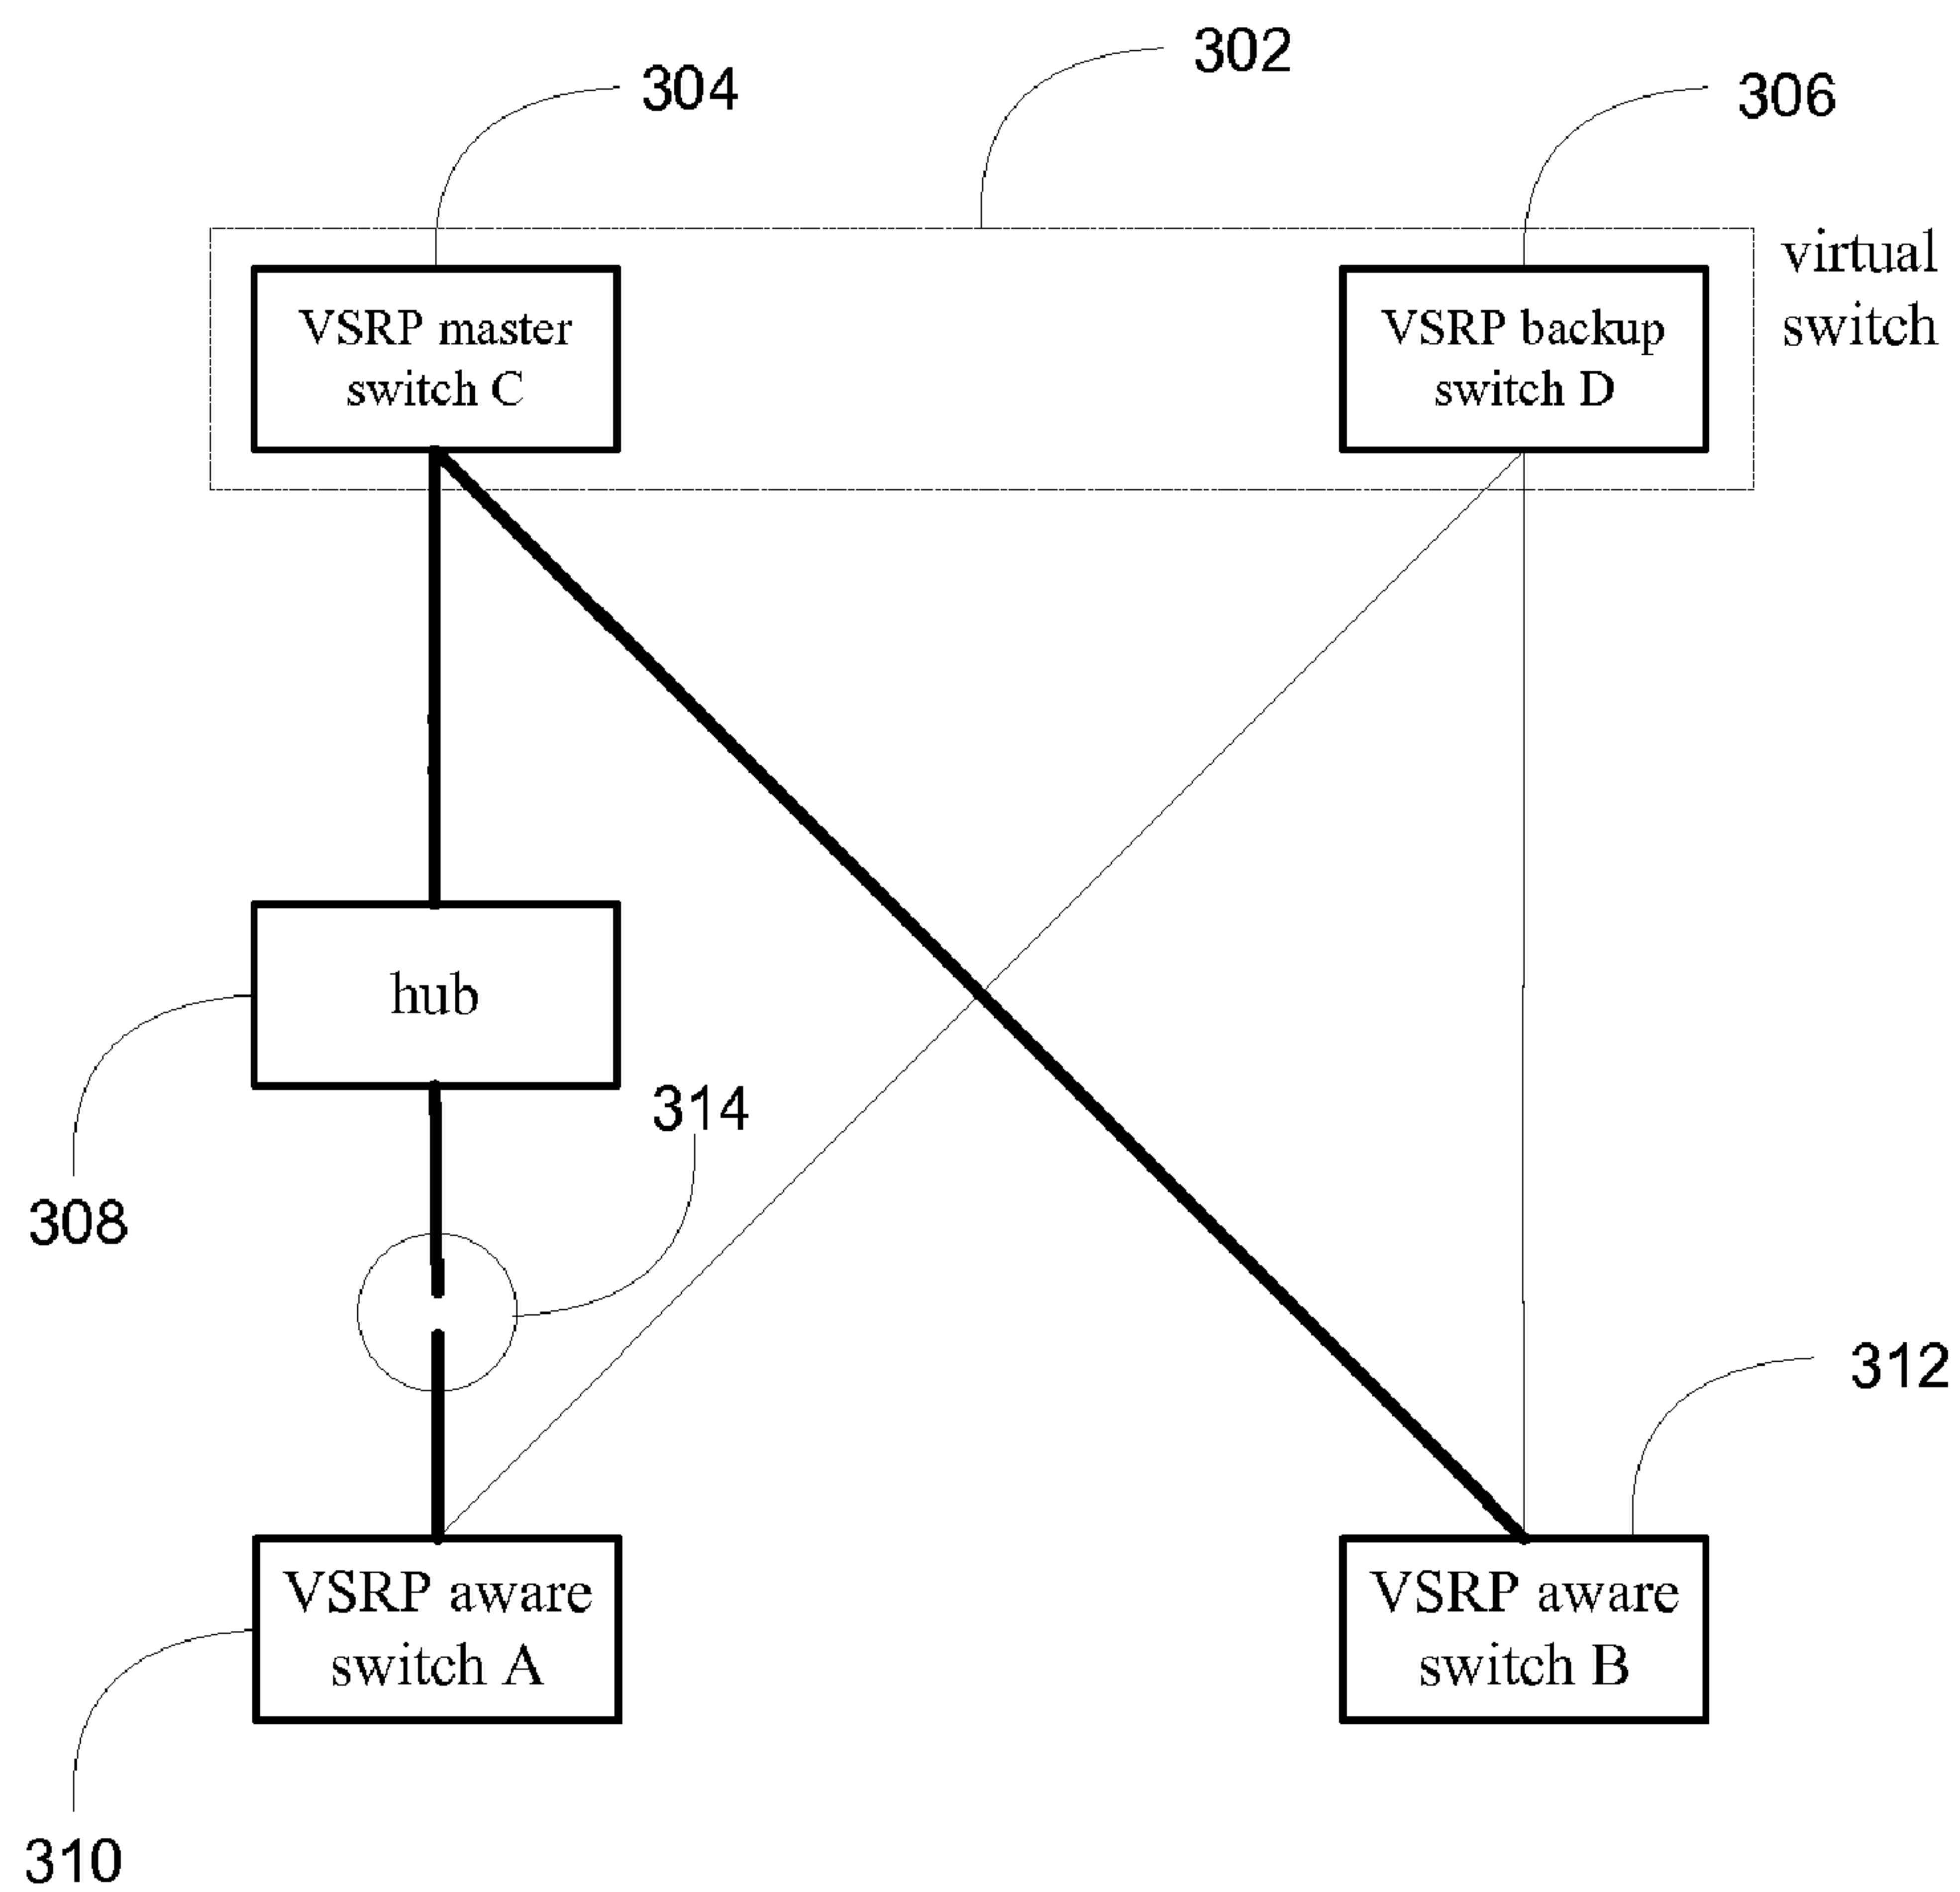 302
304
306
virtual
switch
VSRP master
switch C
VSRP backup
switch D
hub
314
308
312
VSRP aware
switch A
VSRP aware
switch B
310